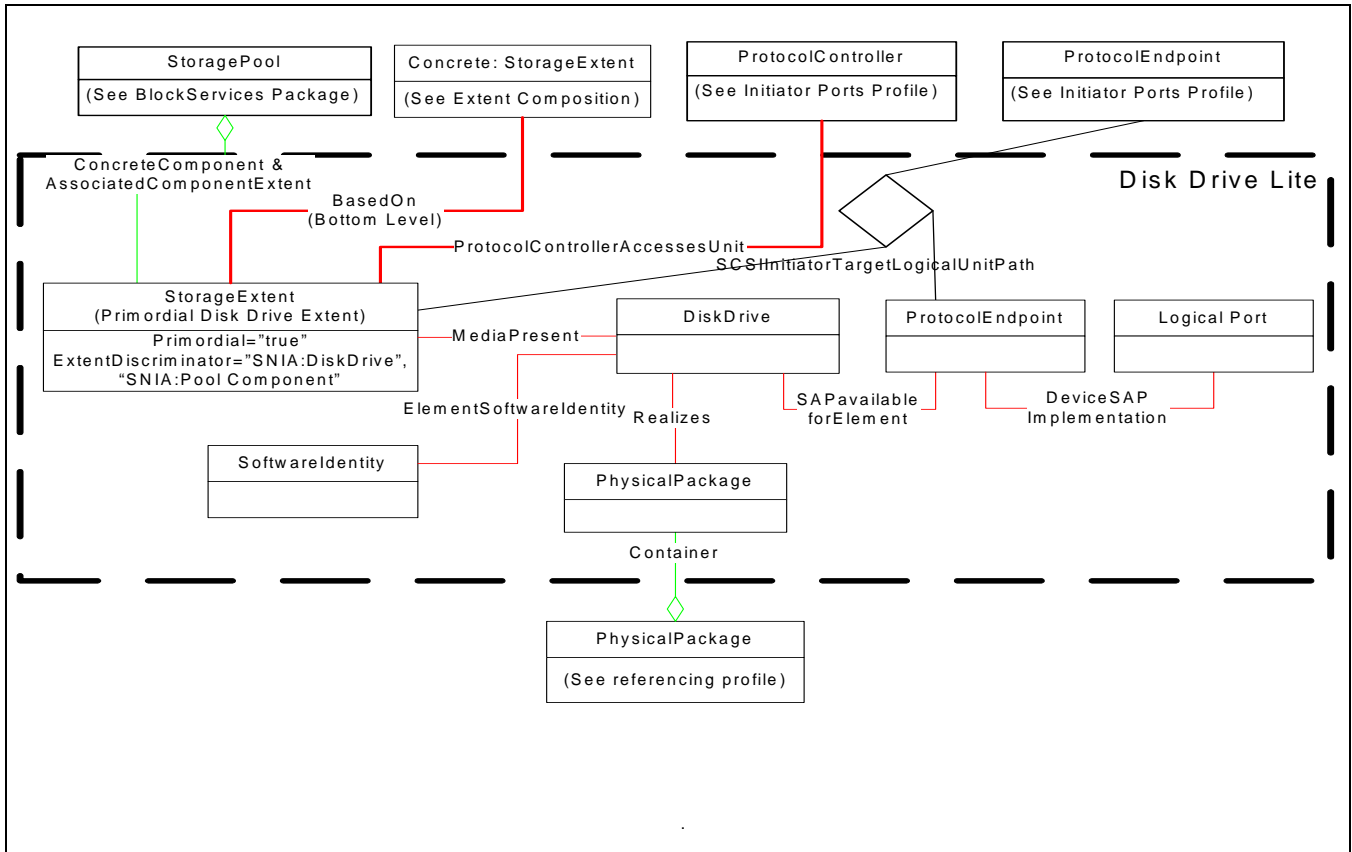 StoragePool
(See BlockServices Package)
Concrete: StorageExtent
(See Extent Composition)
ProtocolController
(See Initiator Ports Profile)
ProtocolEndpoint
(See Initiator Ports Profile)
ConcreteComponent &
AssociatedComponentExtent
Disk Drive Lite
BasedOn
(Bottom Level)
ProtocolControllerAccessesUnit
SCSIInitiatorTargetLogicalUnitPath
StorageExtent
(Primordial Disk Drive Extent)
Primordial="true"
ExtentDiscriminator="SNIA:DiskDrive",
"SNIA:Pool Component"
MediaPresent
DiskDrive
ProtocolEndpoint
Logical Port
ElementSoftwareIdentity
Realizes
SAPavailable
forElement
DeviceSAP
Implementation
SoftwareIdentity
PhysicalPackage
Container
PhysicalPackage
(See referencing profile)
.